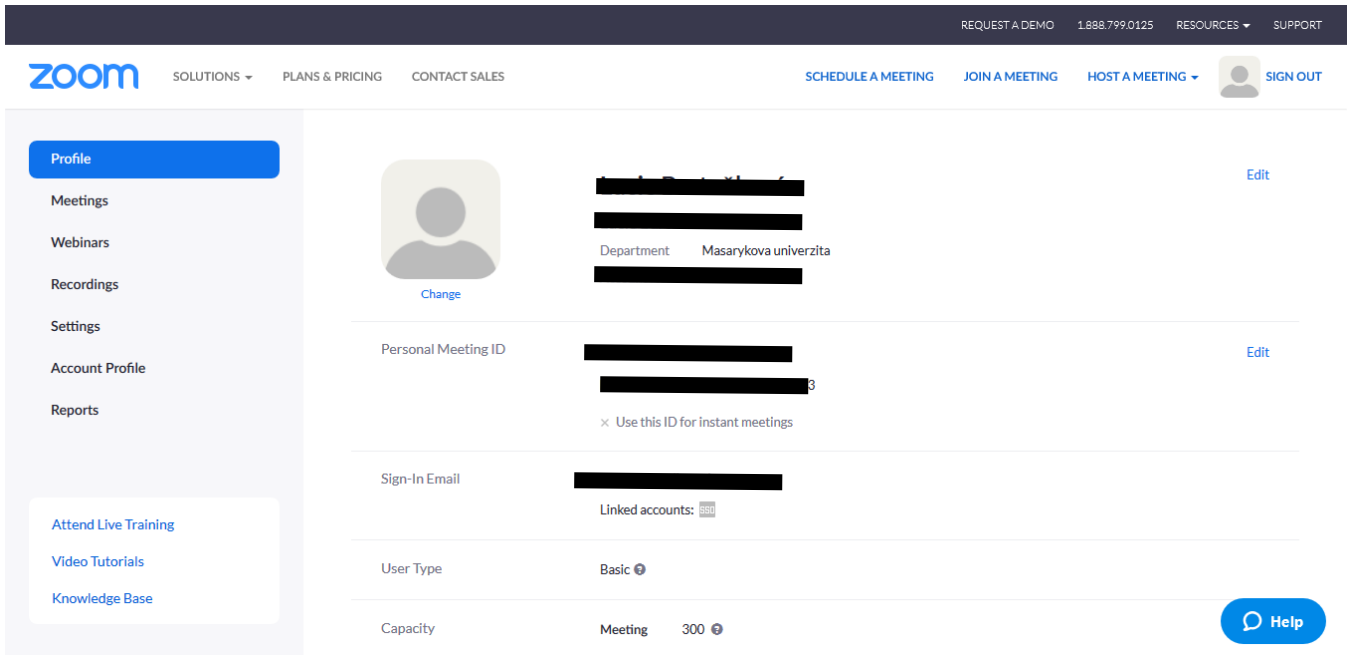 REQUEST A DEMO 1.888.799.0125 RESOURCES SUPPORT
zoom SOLUTIONS PLANS & PRICING CONTACT SALES SCHEDULE A MEETING JOIN A MEETING HOST A MEETING SIGN OUT
Profile
Meetings
Webinars
Recordings
Settings
Account Profile
Reports
Attend Live Training
Video Tutorials
Knowledge Base
Change
Edit
Department Masarykova univerzita
Personal Meeting ID Edit
3
× Use this ID for instant meetings
Sign-In Email
Linked accounts: SSO
User Type Basic
Capacity Meeting 300
Help